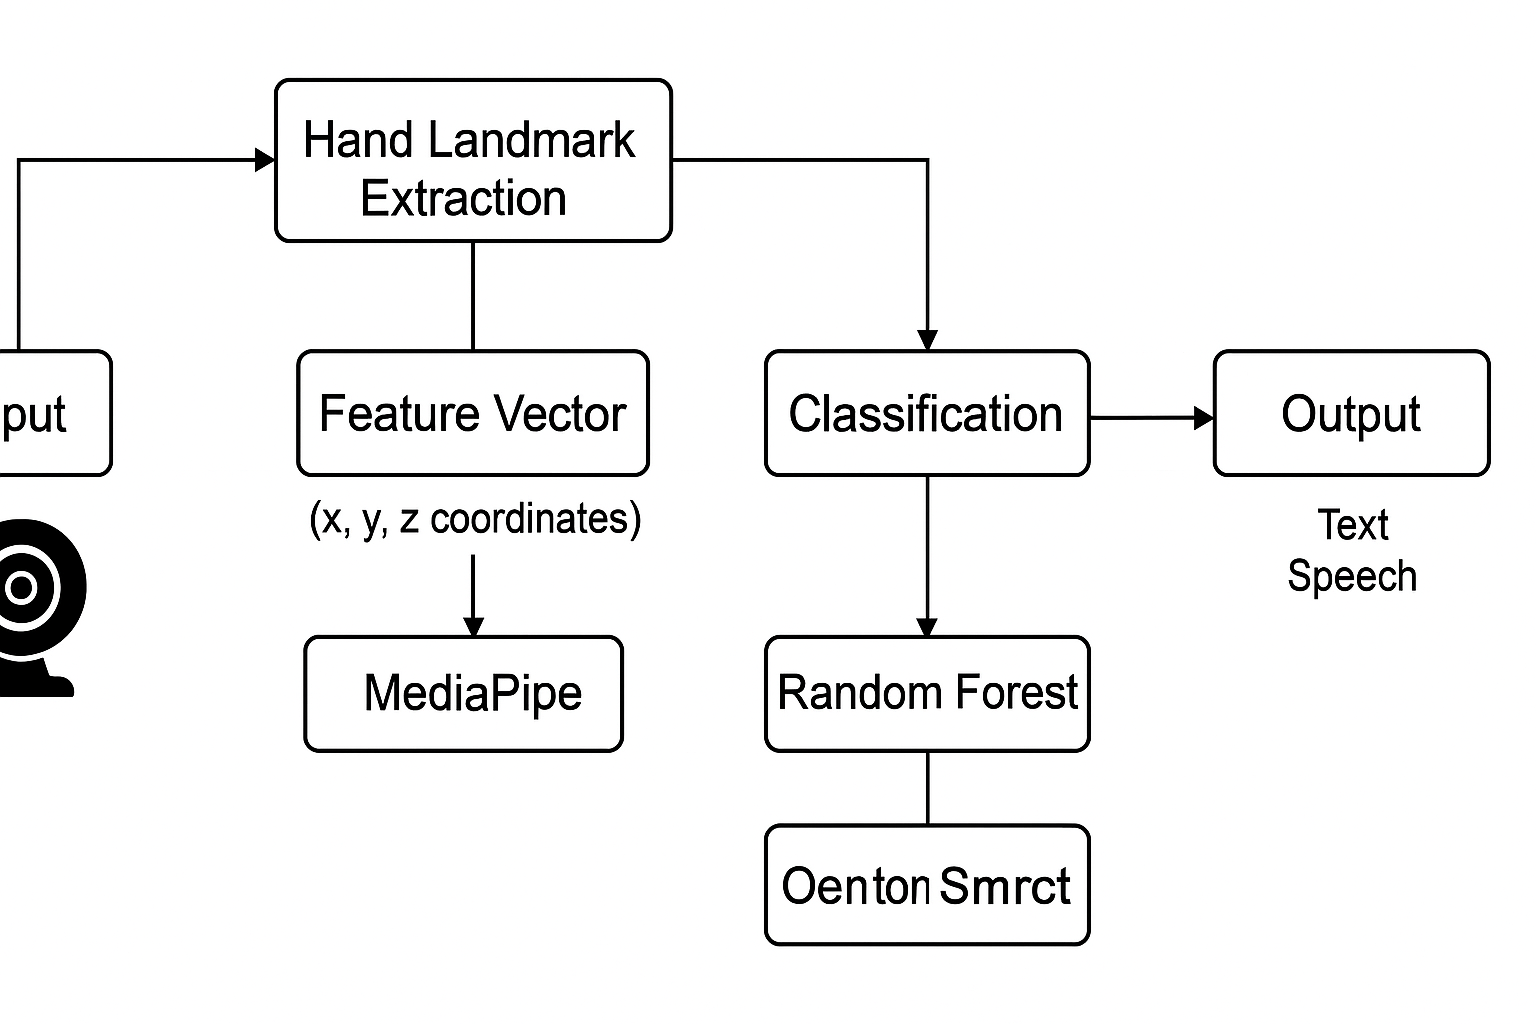 Hand Landmark
Extraction
put
Feature Vector
(x, y, z coordinates)
MediaPipe
Classification
Random Forest
Oenton Smrct
Output
Text
Speech